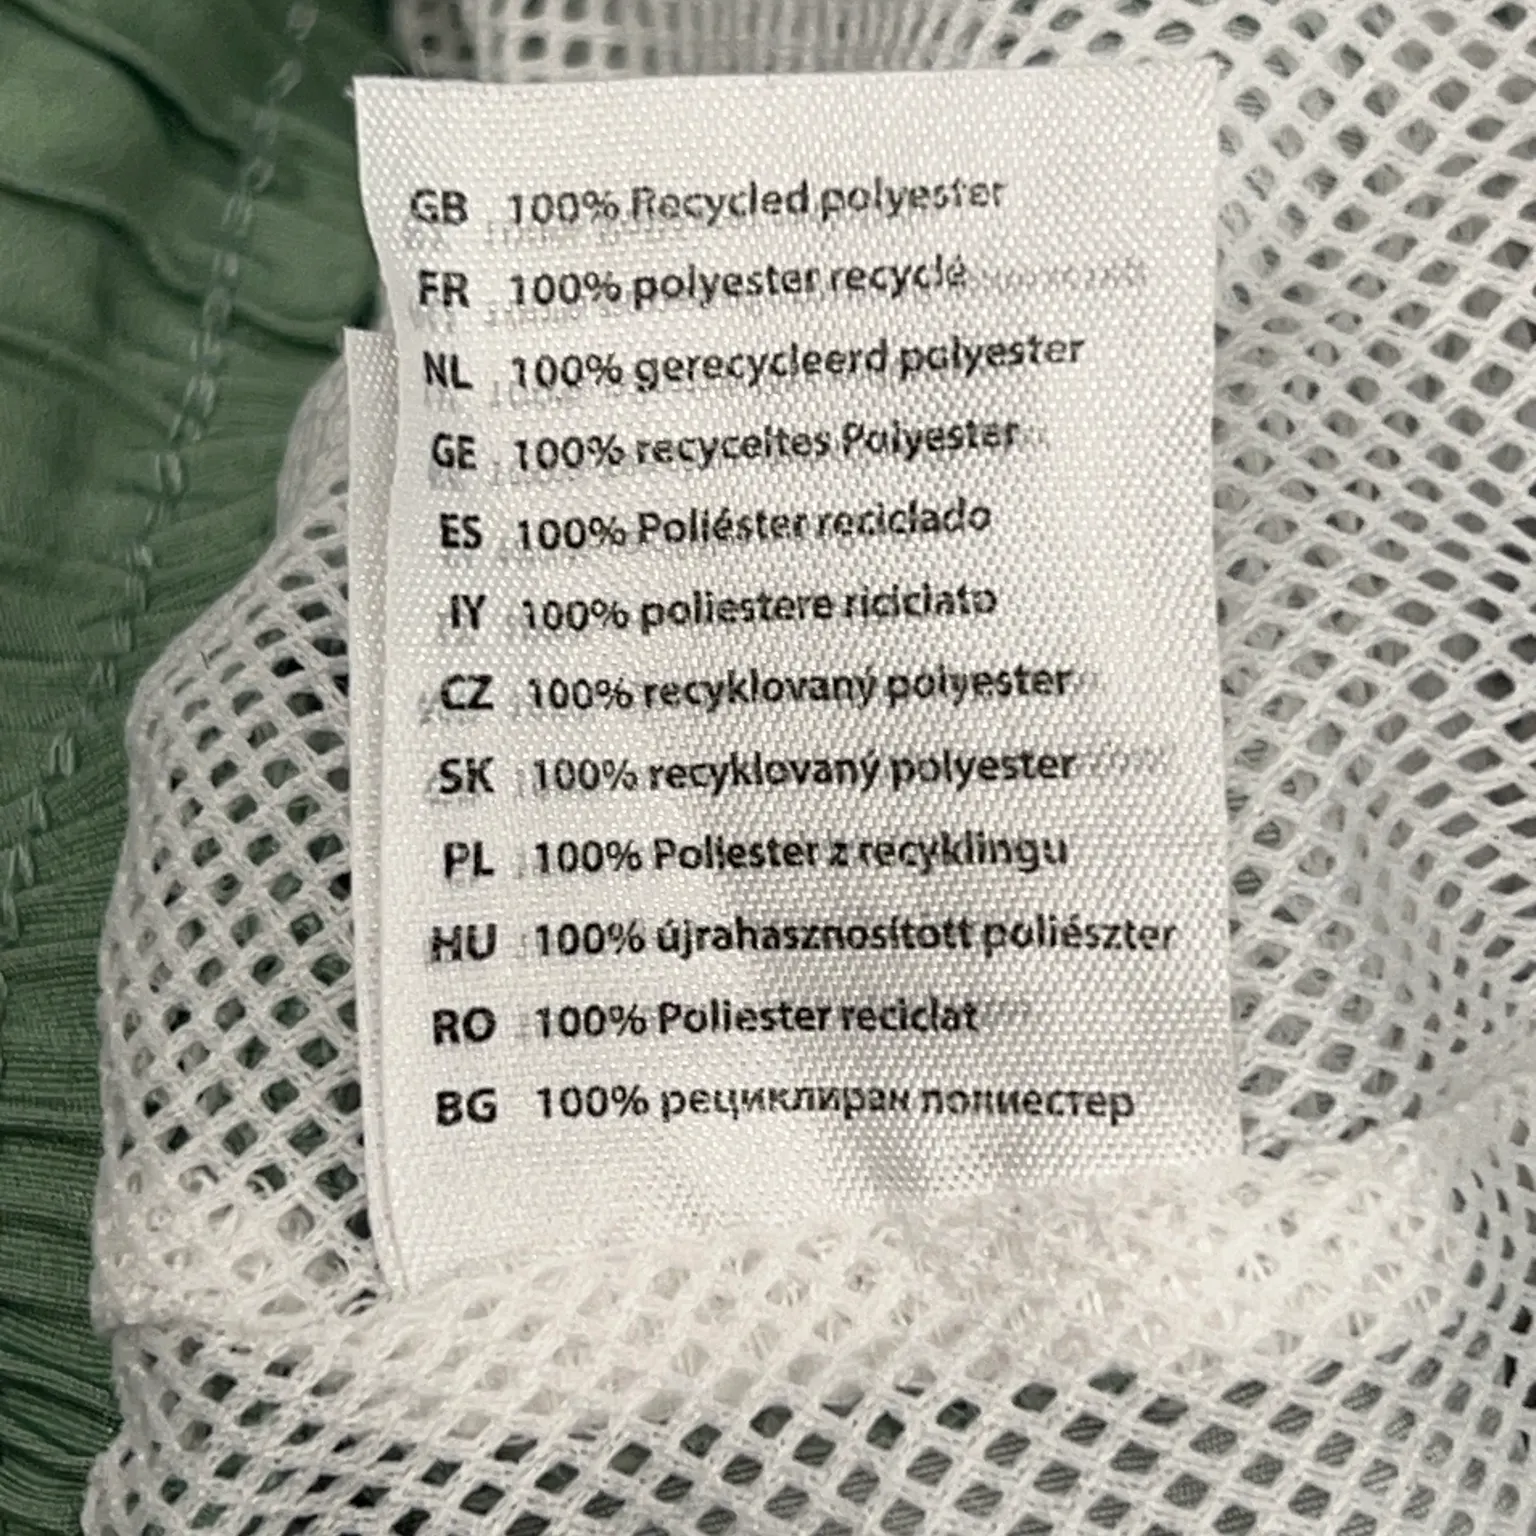 GB 100% Recycled polyester
FR 100% polyester recyclé
NL 100% gerecycleerd polyester
GE 100% recyceltes Polyester
ES 100% Poliéster reciclado
IY 100% poliestere riciclato
CZ 100% recyklovaný polyester
SK 100% recyklovaný polyester
PL 100% Poliester z recyklingu
HU 100% újrahasznosított poliészter
RO 100% Poliester reciclat
BG 100% рециклиран полиестер